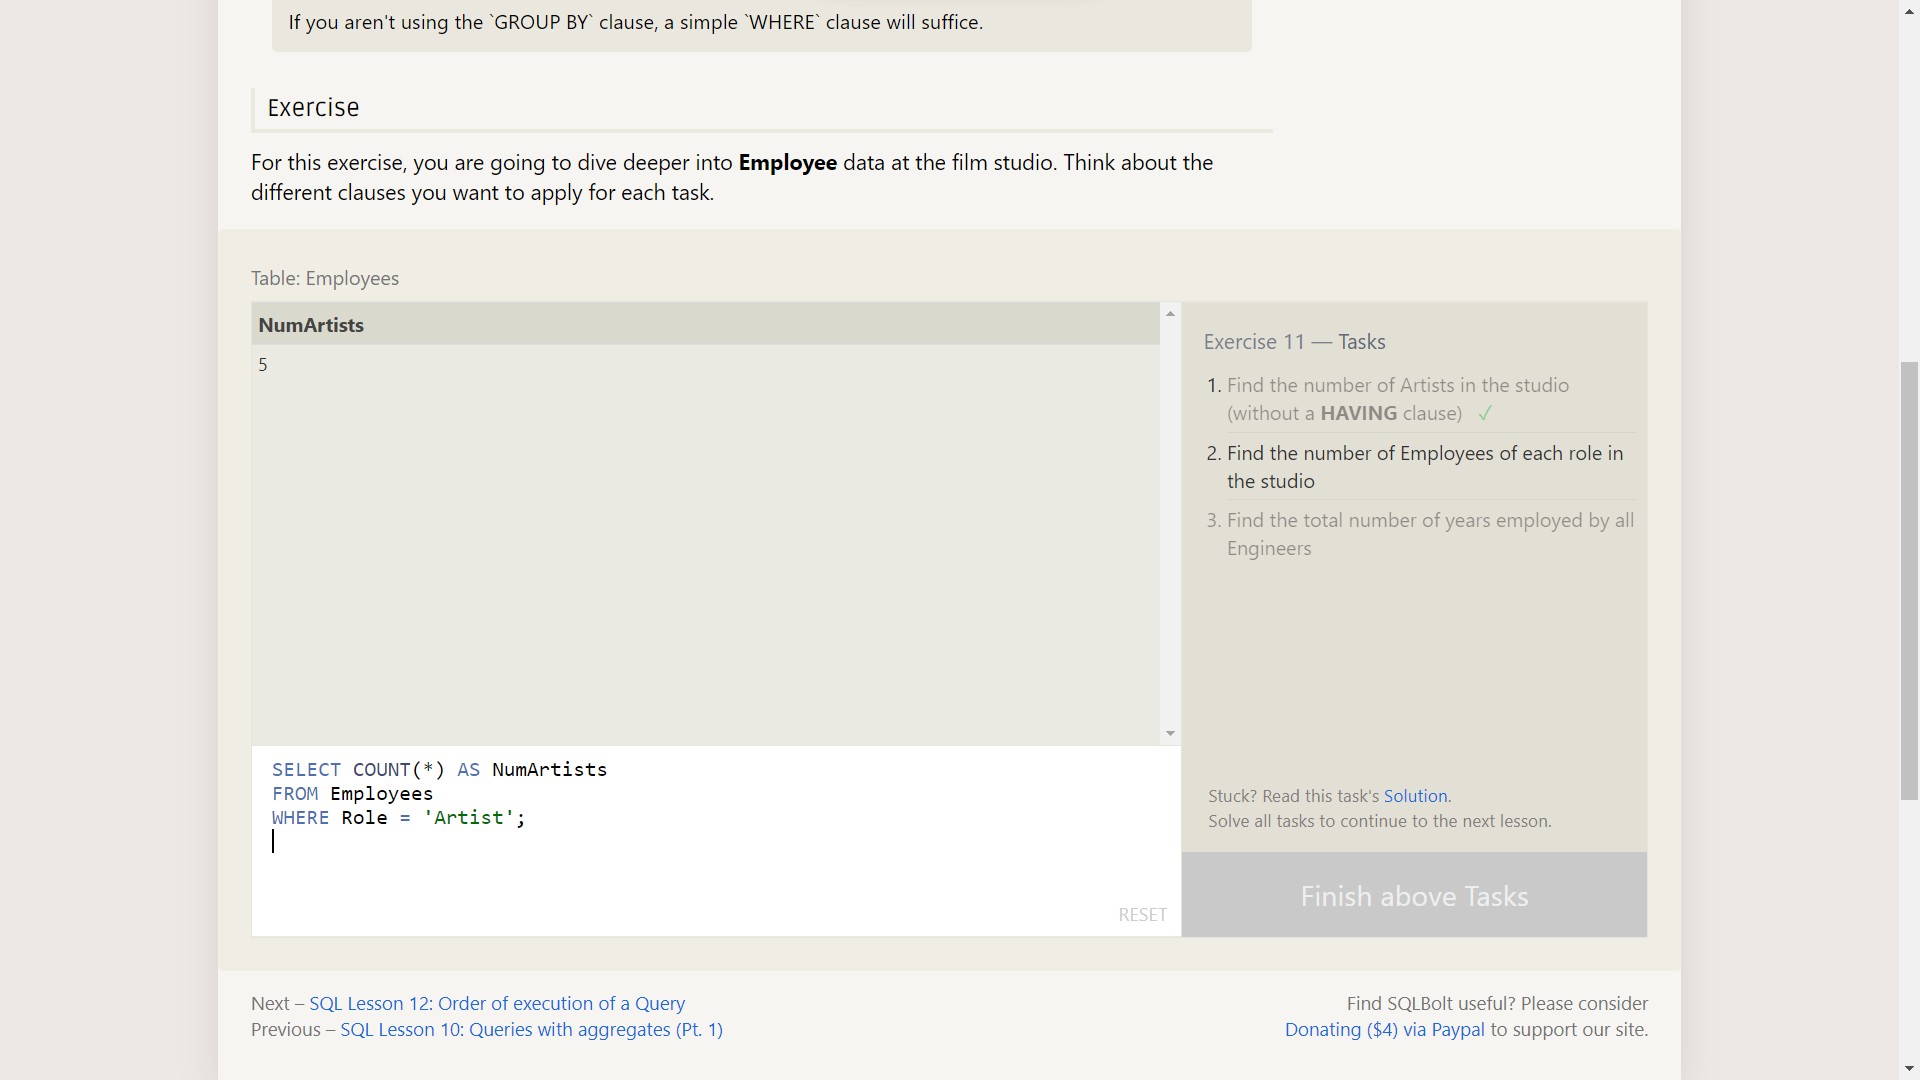 If you aren't using the `GROUP BY` clause, a simple `WHERE` clause will suffice.
Exercise
For this exercise, you are going to dive deeper into Employee data at the film studio. Think about the
different clauses you want to apply for each task.
Table: Employees
NumArtists
5
SELECT COUNT(*) AS NumArtists
FROM Employees
WHERE Role = 'Artist';
RESET
Exercise 11 — Tasks
1. Find the number of Artists in the studio
(without a HAVING clause) ✓
2. Find the number of Employees of each role in
the studio
3. Find the total number of years employed by all
Engineers
Stuck? Read this task's Solution.
Solve all tasks to continue to the next lesson.
Finish above Tasks
Next – SQL Lesson 12: Order of execution of a Query
Previous – SQL Lesson 10: Queries with aggregates (Pt. 1)
Find SQLBolt useful? Please consider
Donating ($4) via Paypal to support our site.